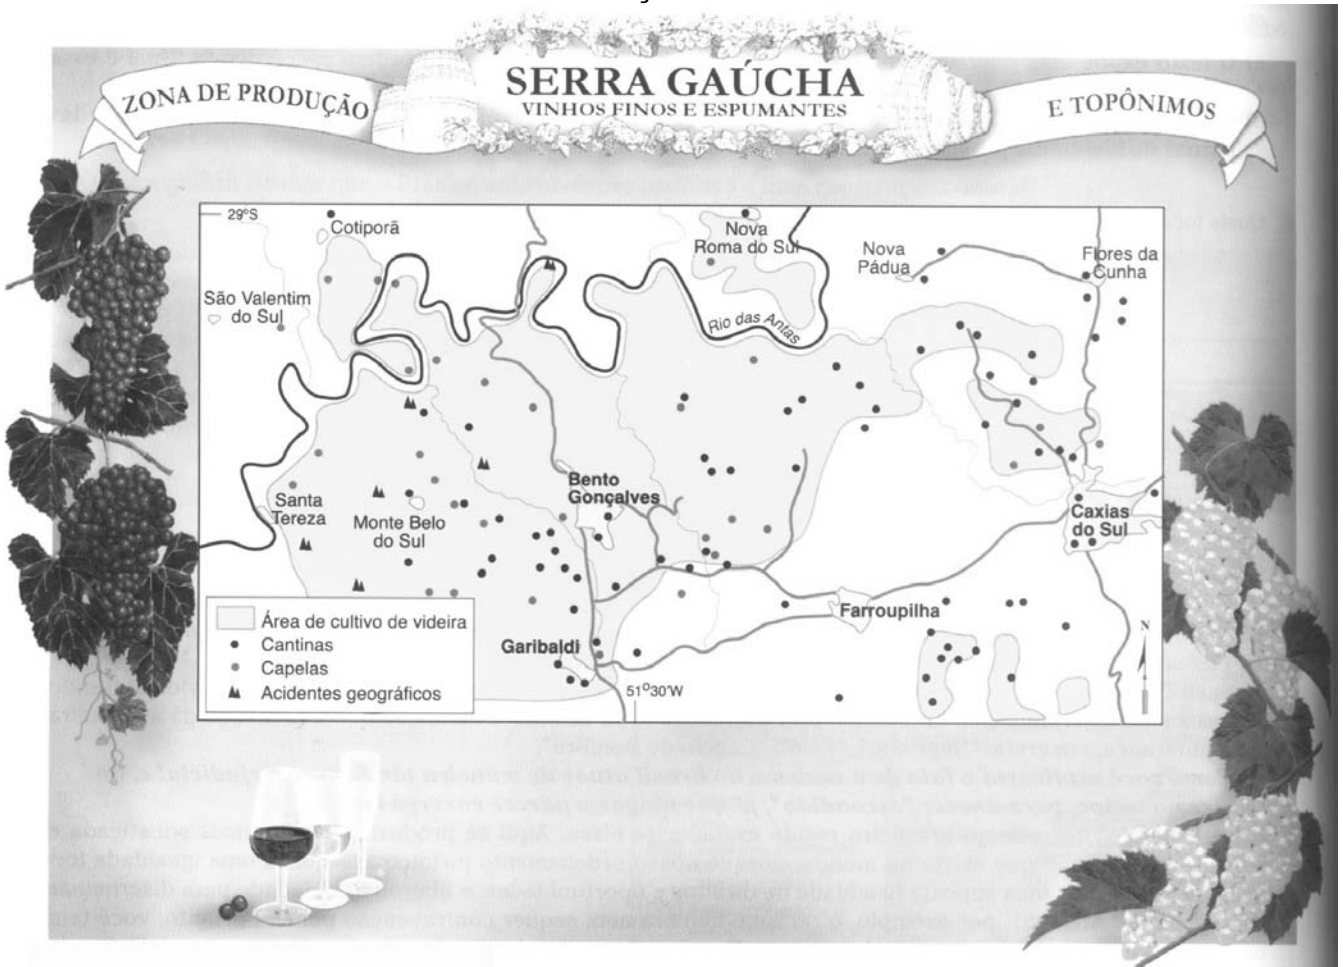 ZONA DE PRODUÇÃO
SERRA GAÚCHA
VINHOS FINOS E ESPUMANTES
E TOPÔNIMOS
29°S
Cotiporã
Nova
Roma do Sul
Nova
Pádua
Flores da
Cunha
São Valentim
do Sul
Rio das Antas
Bento
Gonçalves
Santa
Tereza
Monte Belo
do Sul
Caxias
do Sul
Farroupilha
Garibaldi
Área de cultivo de videira
Cantinas
Capelas
Acidentes geográficos
51°30'W
N